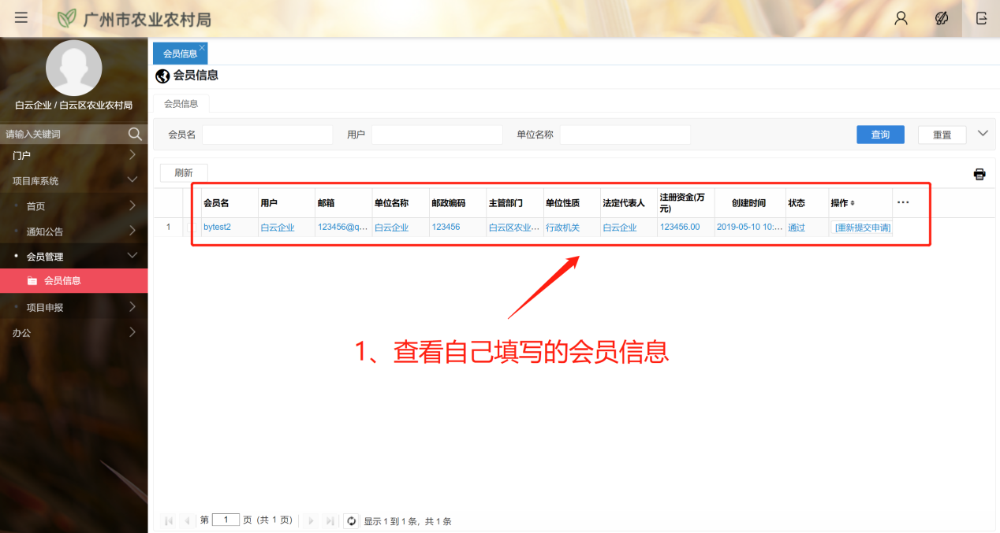 广州市农业农村局
白云企业 / 白云区农业农村局
请输入关键词
门户
项目库系统
首页
通知公告
会员管理
会员信息
项目申报
办公
会员信息
会员信息
会员信息
会员名 用户 单位名称 查询 重置
刷新
会员名 用户 邮箱 单位名称 邮政编码 主管部门 单位性质 法定代表人 注册资金(万元) 创建时间 状态 操作 ...
1 bytest2 白云企业 123456@q... 白云企业 123456 白云区农业... 行政机关 白云企业 123456.00 2019-05-10 10:... 通过 [重新提交申请]
1、查看自己填写的会员信息
第 1 页 (共 1 页) 显示 1 到 1 条, 共 1 条